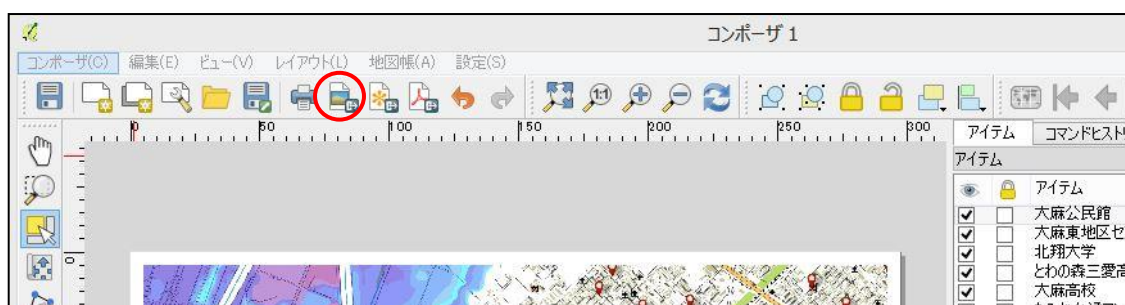 コンポーザ 1
コンポーザ(C) 編集(E) ビュー(V) レイアウト(L) 地図帳(A) 設定(S)
1:1
0 50 100 150 200 250 300
アイテム コマンドヒスト
アイテム
アイテム
大麻公民館
大麻東地区セ
北翔大学
とわの森三愛高
大麻高校
0